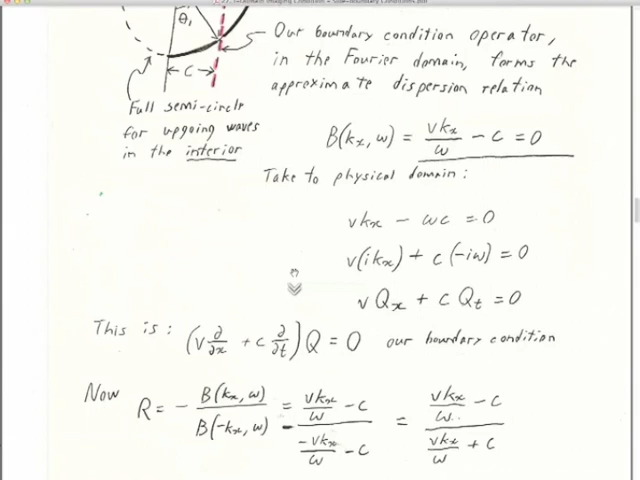 θ₁
Our boundary condition operator,
in the Fourier domain, forms the
approximate dispersion relation
C
Full semi-circle
for upgoing waves
in the interior
B(kx, ω) = vkx/ω - c = 0
Take to physical domain:
vkx - ωc = 0
v(ikx) + c(-iω) = 0
v Qx + c Qt = 0
This is: (v ∂/∂x + c ∂/∂t) Q = 0 our boundary condition
Now R = - B(kx, ω)/B(-kx, ω) = - (vkx/ω - c)/(-vkx/ω - c) = (vkx/ω - c)/(vkx/ω + c)